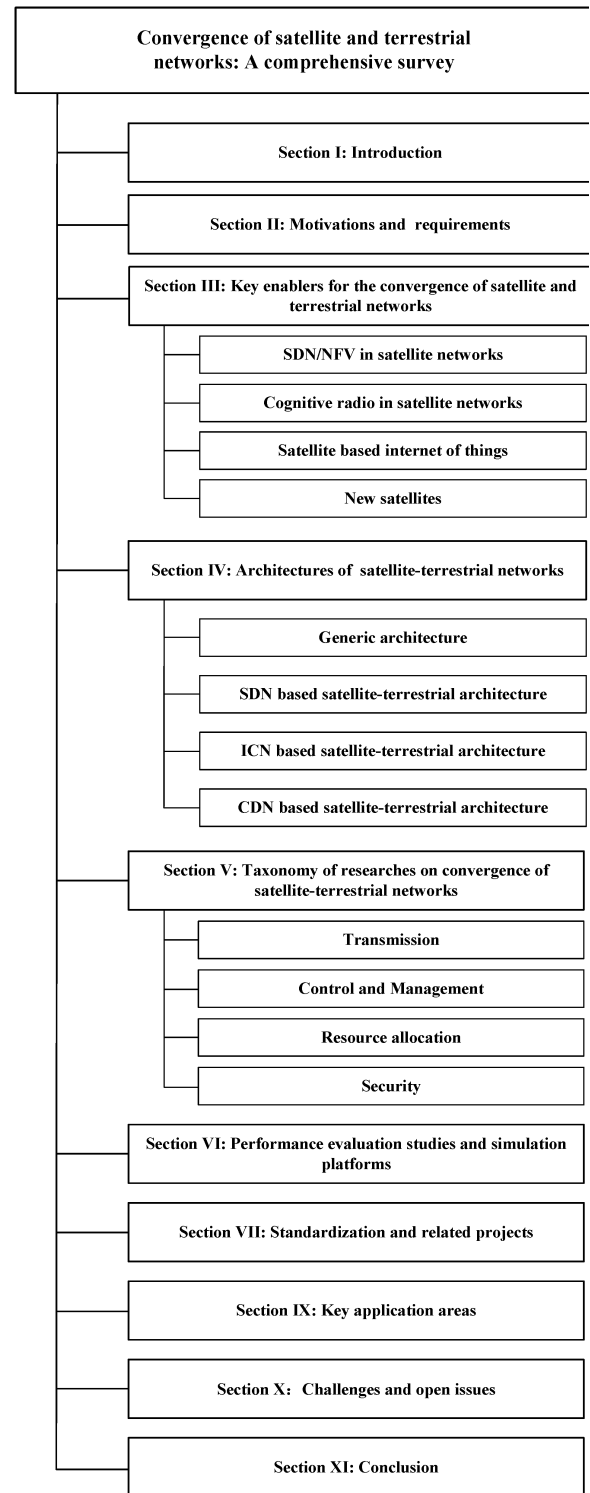 Convergence of satellite and terrestrial
networks: A comprehensive survey
Section I: Introduction
Section II: Motivations and requirements
Section III: Key enablers for the convergence of satellite and
terrestrial networks
SDN/NFV in satellite networks
Cognitive radio in satellite networks
Satellite based internet of things
New satellites
Section IV: Architectures of satellite-terrestrial networks
Generic architecture
SDN based satellite-terrestrial architecture
ICN based satellite-terrestrial architecture
CDN based satellite-terrestrial architecture
Section V: Taxonomy of researches on convergence of
satellite-terrestrial networks
Transmission
Control and Management
Resource allocation
Security
Section VI: Performance evaluation studies and simulation
platforms
Section VII: Standardization and related projects
Section IX: Key application areas
Section X: Challenges and open issues
Section XI: Conclusion